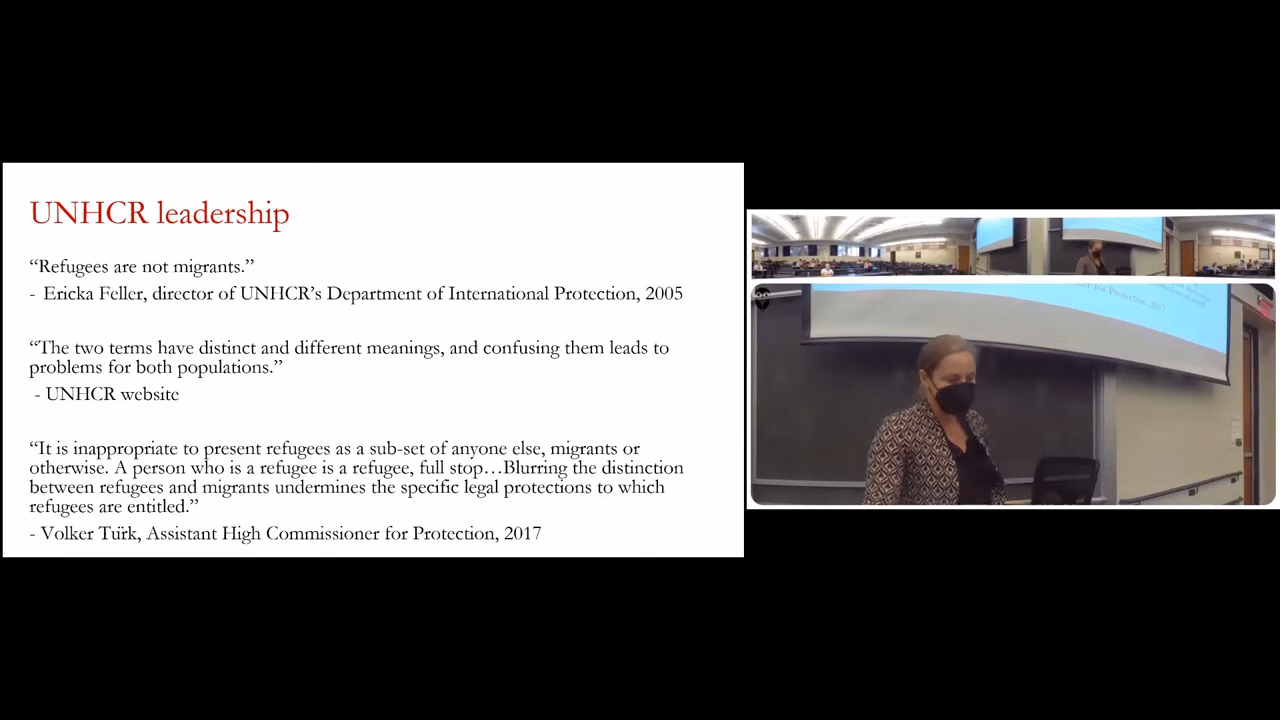 UNHCR leadership
“Refugees are not migrants.”
- Ericka Feller, director of UNHCR’s Department of International Protection, 2005
“The two terms have distinct and different meanings, and confusing them leads to
problems for both populations.”
- UNHCR website
“It is inappropriate to present refugees as a sub-set of anyone else, migrants or
otherwise. A person who is a refugee is a refugee, full stop…Blurring the distinction
between refugees and migrants undermines the specific legal protections to which
refugees are entitled.”
- Volker Türk, Assistant High Commissioner for Protection, 2017
for Protection, 2017